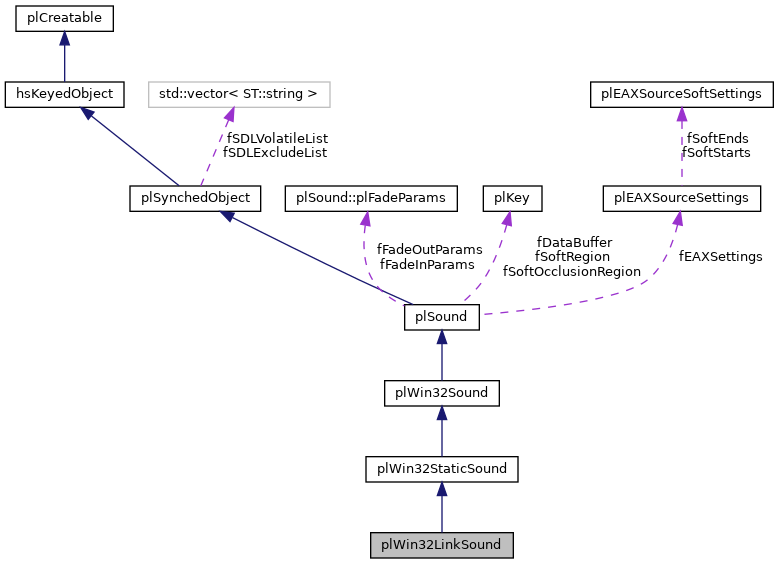 plCreatable
hsKeyedObject
std::vector< ST::string >
plEAXSourceSoftSettings
fSDLVolatileList
fSDLExcludeList
fSoftEnds
fSoftStarts
plSynchedObject
plSound::plFadeParams
plKey
plEAXSourceSettings
fFadeOutParams
fFadeInParams
fDataBuffer
fSoftRegion
fSoftOcclusionRegion
fEAXSettings
plSound
plWin32Sound
plWin32StaticSound
plWin32LinkSound